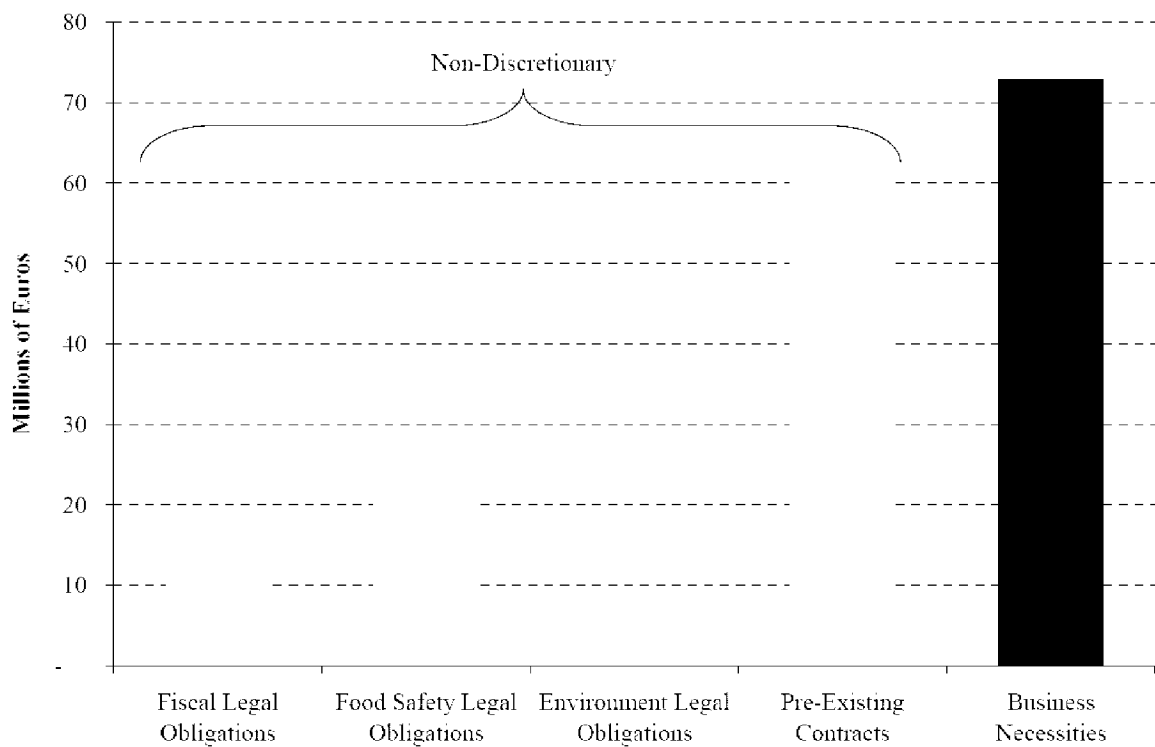 80
Non-Discretionary
70
60
50
40
30
20
10
-
Millions of Euros
Fiscal Legal
Obligations
Food Safety Legal
Obligations
Environment Legal
Obligations
Pre-Existing
Contracts
Business
Necessities